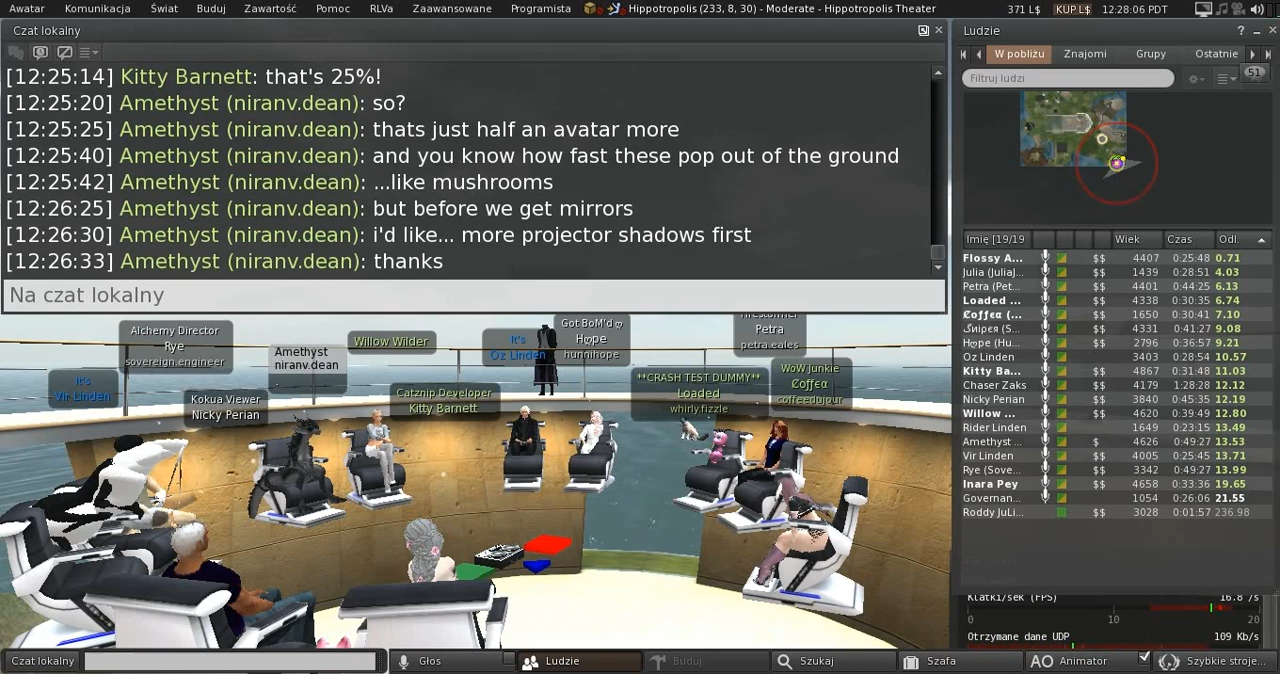 Awatar Komunikacja Świat Buduj Zawartość Pomoc RLVa Zaawansowane Programista Hippotropolis (233, 8, 30) - Moderate - Hippotropolis Theater 371 L$ KUP L$ 12:28:06 PDT
Czat lokalny
[12:25:14] Kitty Barnett: that's 25%!
[12:25:20] Amethyst (niranv.dean): so?
[12:25:25] Amethyst (niranv.dean): thats just half an avatar more
[12:25:40] Amethyst (niranv.dean): and you know how fast these pop out of the ground
[12:25:42] Amethyst (niranv.dean): ...like mushrooms
[12:26:25] Amethyst (niranv.dean): but before we get mirrors
[12:26:30] Amethyst (niranv.dean): i'd like... more projector shadows first
[12:26:33] Amethyst (niranv.dean): thanks
Na czat lokalny
Alchemy Director
Rye
sovereign.engineer
Amethyst
niranv.dean
Willow Wilder
It's
Oz Linden
Got BoM'd ღ
Hღpe
hunnihope
Petra
petra.eales
It's
Vir Linden
Kokua Viewer
Nicky Perian
Catznip Developer
Kitty Barnett
**CRASH TEST DUMMY**
Loaded
whirly.fizzle
WoW Junkie
coffeedujour
Ludzie
W pobliżu Znajomi Grupy Ostatnie
51
Filtruj ludzi
Imię [19/19 Wiek Czas Odl.
Flossy A... 4407 0:25:48 0.71
Julia (JuliaJ... $$ 1439 0:28:51 4.03
Petra (Pet... $$ 4401 0:44:25 6.13
Loaded ... $$ 4338 0:30:35 6.74
$$ 1650 0:30:41 7.10
$$ 4331 0:41:27 9.08
Hღpe (Hu... $$ 2796 0:36:57 9.21
Oz Linden 3403 0:28:54 10.57
Kitty Ba... $$ 4867 0:31:48 11.03
Chaser Zaks $$ 4179 1:28:28 12.12
Nicky Perian $$ 3840 0:45:35 12.19
Willow ... $$ 4620 0:39:49 12.80
Rider Linden 1649 0:23:15 13.49
Amethyst ... $ 4626 0:49:27 13.53
Vir Linden $$ 4005 0:25:45 13.71
Rye (Sove... $$ 3342 0:49:27 13.99
Inara Pey $$ 4658 0:33:36 19.65
Governan... 1054 0:26:06 21.55
Roddy JuLi... $$ 3028 0:01:57 236.98
Klatki/sek (FPS) 16.8 /s
0 10 20
Otrzymane dane UDP 109 Kb/s
Czat lokalny Głos Ludzie Buduj Szukaj Szafa AO Animator Szybkie stroje...